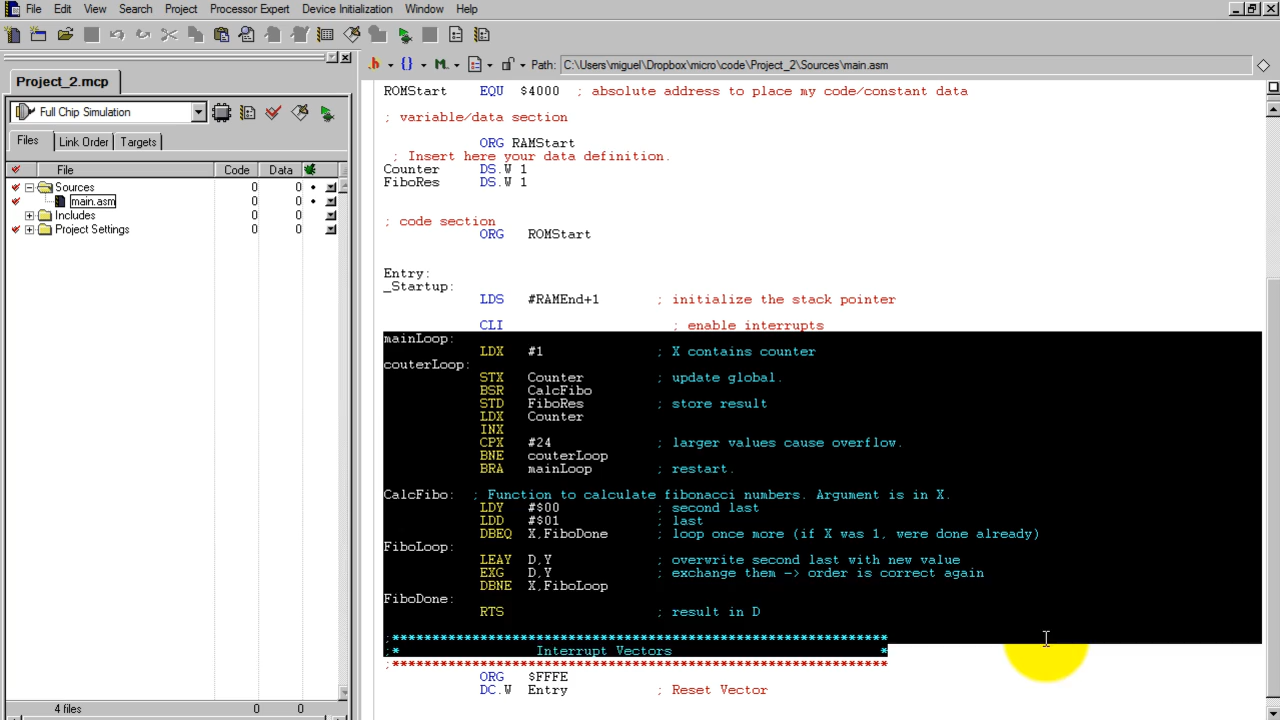 File Edit View Search Project Processor Expert Device Initialization Window Help
Path: C:\Users\miguel\Dropbox\micro\code\Project_2\Sources\main.asm
Project_2.mcp
Full Chip Simulation
Files Link Order Targets
File Code Data
Sources 0 0
main.asm 0 0
Includes 0 0
Project Settings 0 0
4 files 0 0
ROMStart EQU $4000 ; absolute address to place my code/constant data
; variable/data section
ORG RAMStart
; Insert here your data definition.
Counter DS.W 1
FiboRes DS.W 1
; code section
ORG ROMStart
Entry:
_Startup:
LDS #RAMEnd+1 ; initialize the stack pointer
CLI ; enable interrupts
mainLoop:
LDX #1 ; X contains counter
couterLoop:
STX Counter ; update global.
BSR CalcFibo
STD FiboRes ; store result
LDX Counter
INX
CPX #24 ; larger values cause overflow.
BNE couterLoop
BRA mainLoop ; restart.
CalcFibo: ; Function to calculate fibonacci numbers. Argument is in X.
LDY #$00 ; second last
LDD #$01 ; last
DBEQ X,FiboDone ; loop once more (if X was 1, were done already)
FiboLoop:
LEAY D,Y ; overwrite second last with new value
EXG D,Y ; exchange them -> order is correct again
DBNE X,FiboLoop
FiboDone:
RTS ; result in D
;**************************************************************
;* Interrupt Vectors *
;**************************************************************
ORG $FFFE
DC.W Entry ; Reset Vector